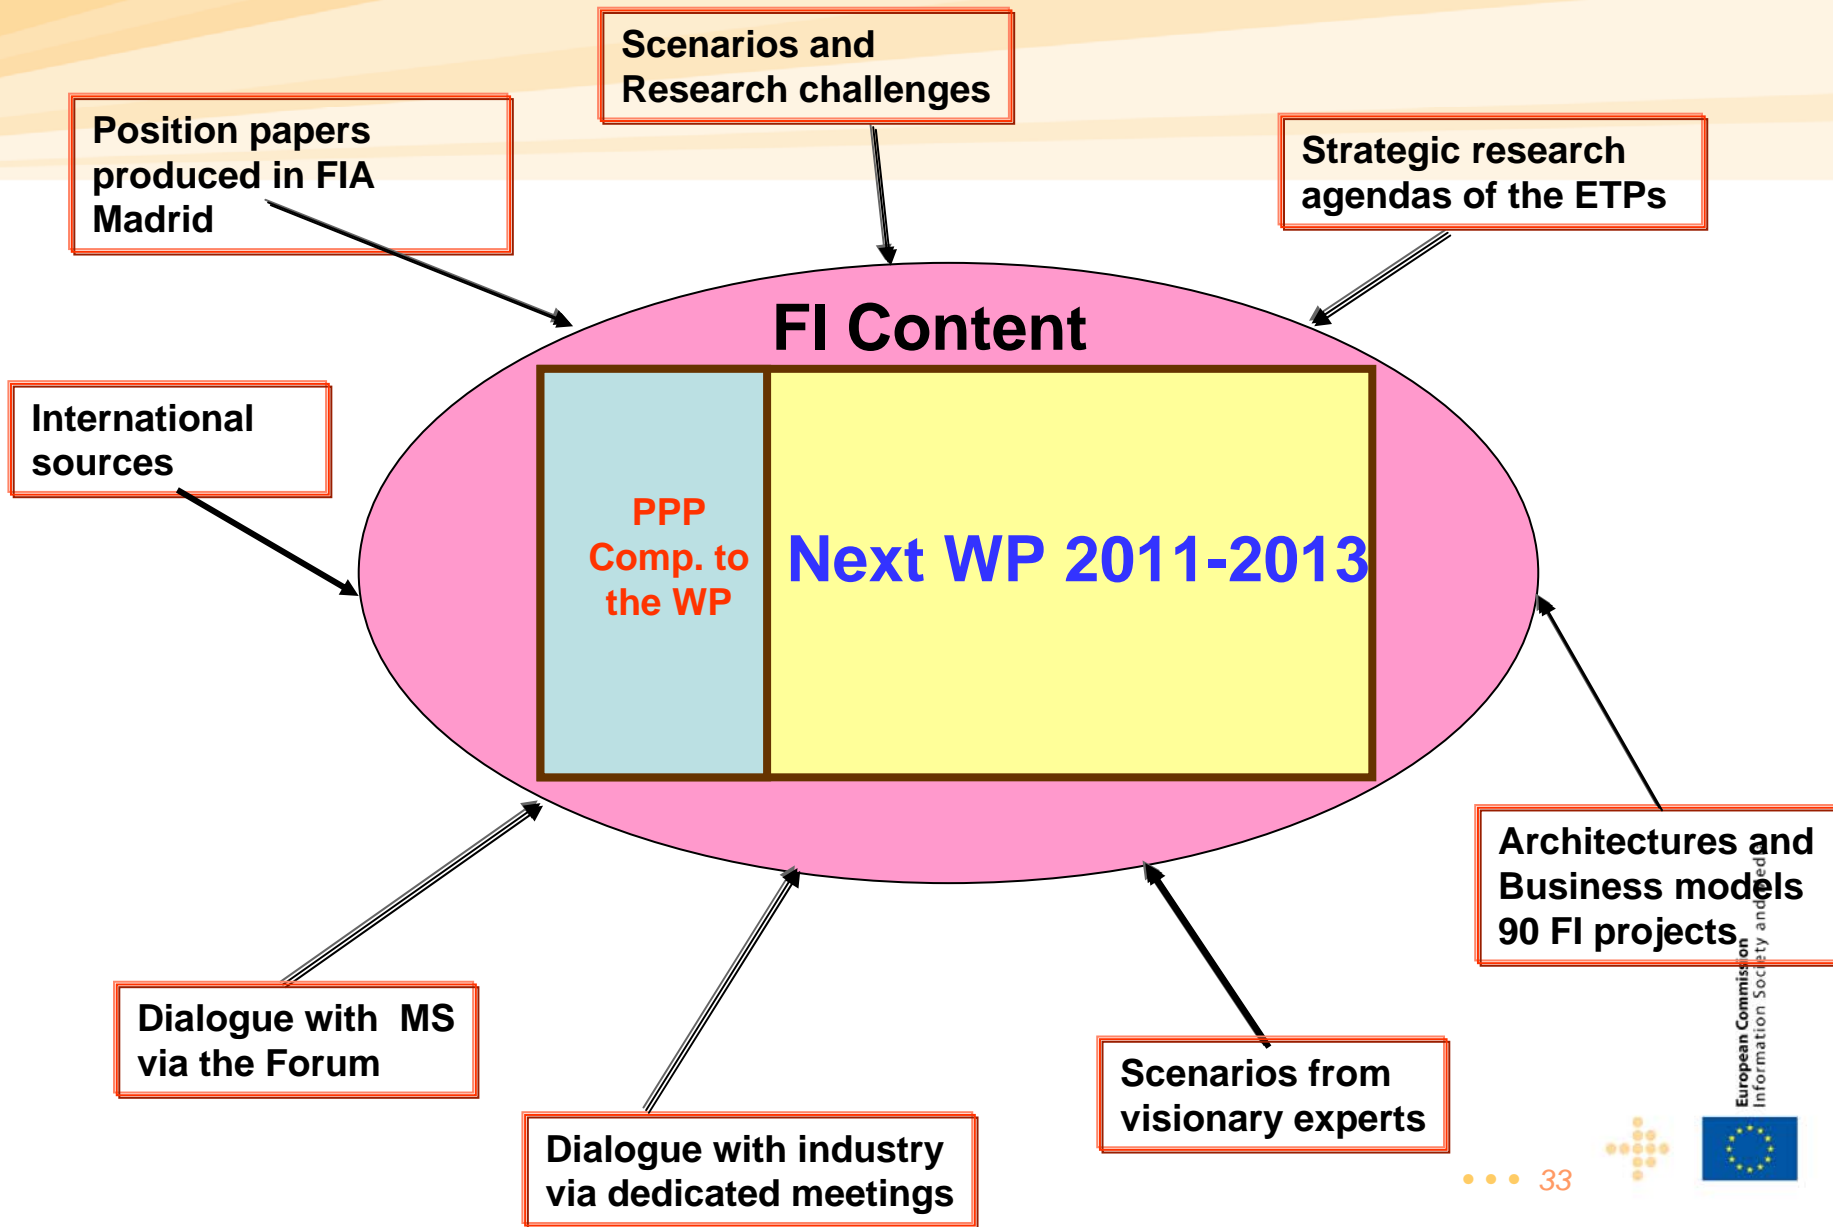 Scenarios and
Research challenges
Position papers
produced in FIA
Madrid
Strategic research
agendas of the ETPs
FI Content
International
sources
PPP
Comp. to
the WP
Next WP 2011-2013
Architectures and
Business models
90 FI projects
Dialogue with  MS
via the Forum
Scenarios from
visionary experts
Dialogue with industry
via dedicated meetings
European Commission
Information Society and
33